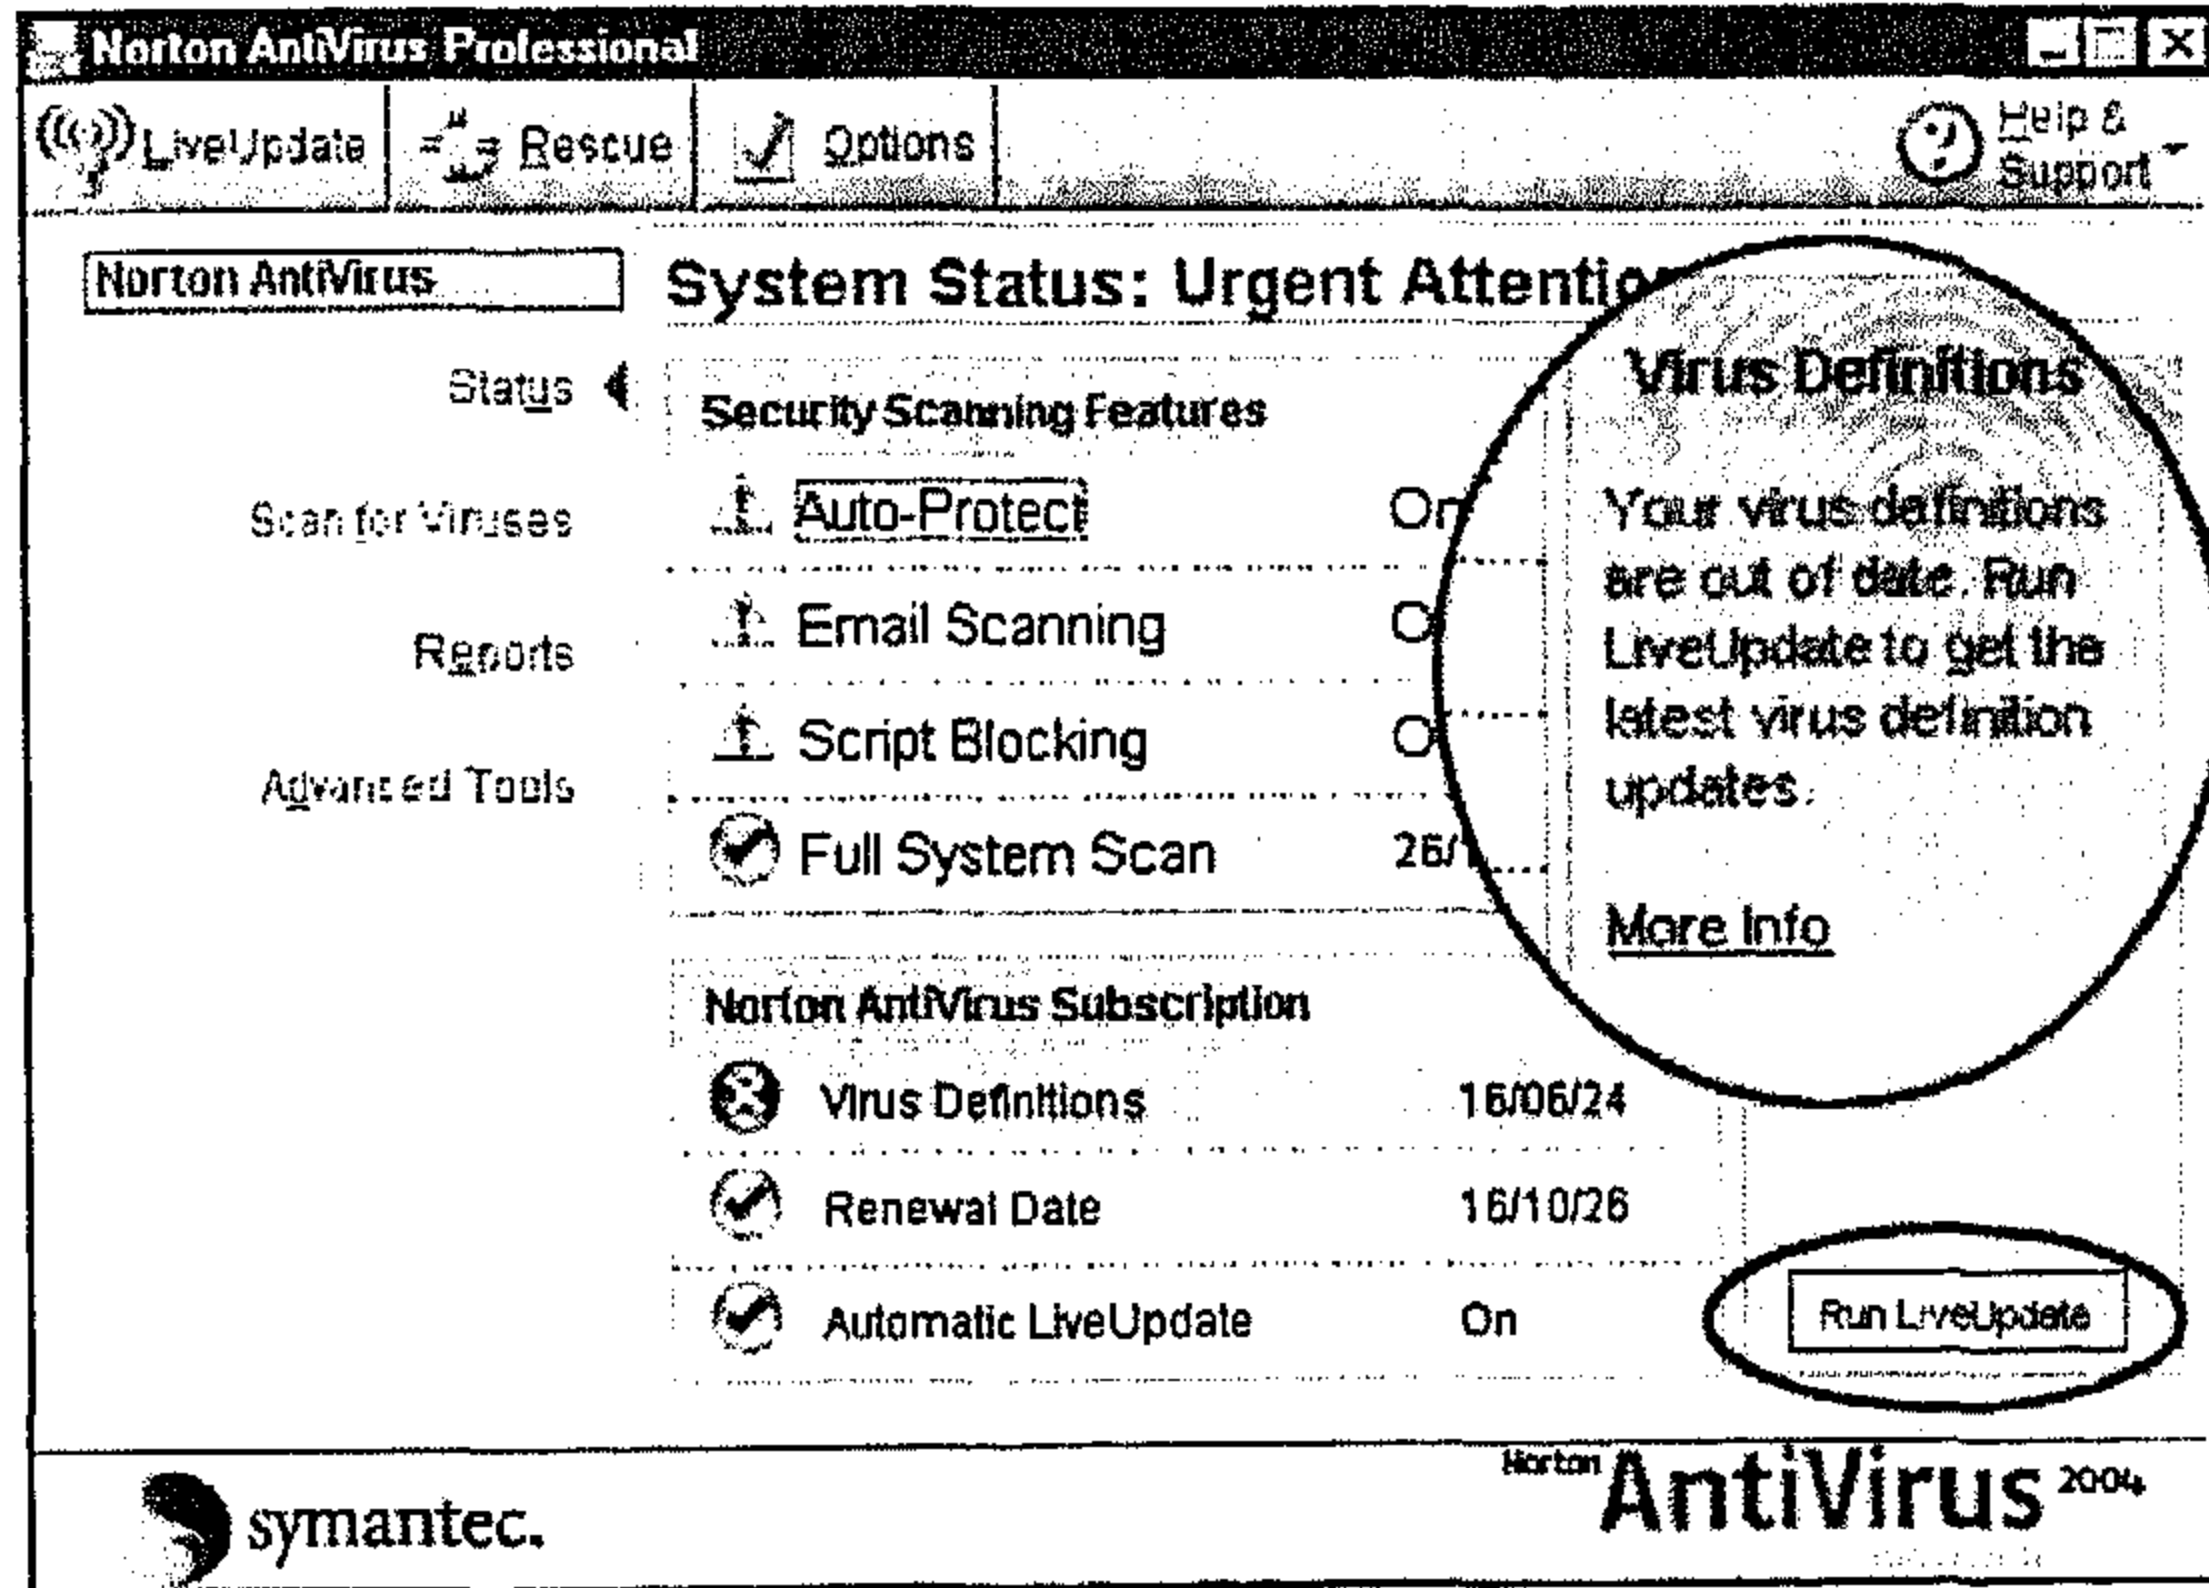 Norton AntiVirus Professional
LiveUpdate Rescue Options Help & Support
Norton AntiVirus
Status
Scan for Viruses
Reports
Advanced Tools
System Status: Urgent Attentio
Security Scanning Features
Auto-Protect On
Email Scanning O
Script Blocking O
Full System Scan 26/
Norton AntiVirus Subscription
Virus Definitions 16/06/24
Renewal Date 16/10/26
Automatic LiveUpdate On
Virus Definitions
Your virus definitions
are out of date. Run
LiveUpdate to get the
latest virus definition
updates.
More Info
Run LiveUpdate
symantec.
Norton AntiVirus 2004